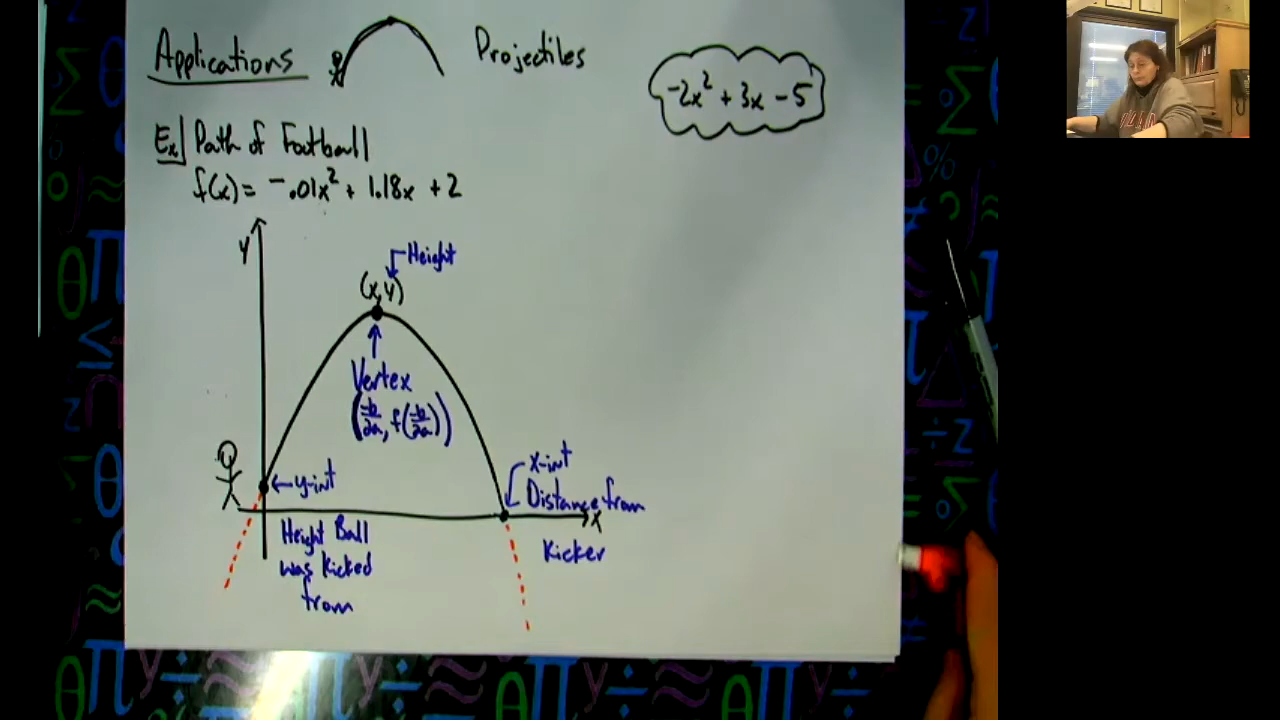 Applications
Projectiles
-2x² + 3x - 5
Ex Path of Football
f(x) = -.01x² + 1.18x + 2
y
Height
(x,y)
Vertex
(-b/2a, f(-b/2a))
x-int
Distance from
Kicker
x
y-int
Height Ball
was Kicked
from